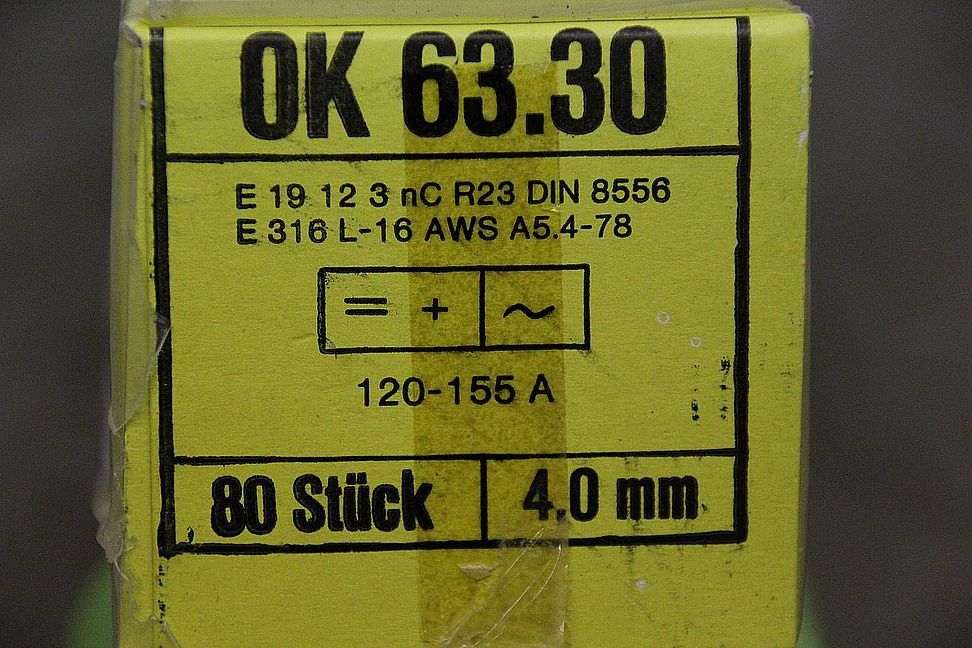 OK 63.30
E 19 12 3 nC R23 DIN 8556
E 316 L-16 AWS A5.4-78
= + ~
120-155 A
80 Stück 4.0 mm